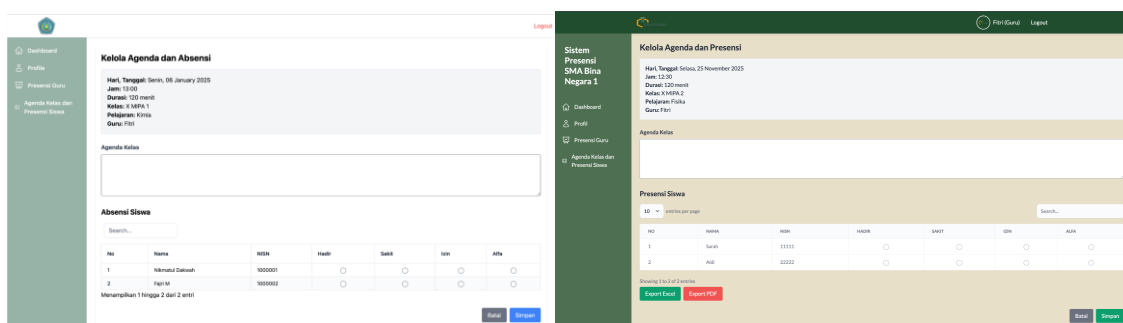 Logout
Dashboard
Profile
Presensi Guru
Agenda Kelas dan
Presensi Siswa
Kelola Agenda dan Absensi
Hari, Tanggal: Senin, 06 January 2025
Jam: 13:00
Durasi: 120 menit
Kelas: X MIPA 1
Pelajaran: Kimia
Guru: Fitri
Agenda Kelas
Absensi Siswa
Search...
No Nama NISN Hadir Sakit Izin Alfa
1 Nikmatul Dakwah 1000001
2 Fajri M 1000002
Menampilkan 1 hingga 2 dari 2 entri
Batal Simpan
Fitri (Guru) Logout
Sistem
Presensi
SMA Bina
Negara 1
Dashboard
Profil
Presensi Guru
Agenda Kelas dan
Presensi Siswa
Kelola Agenda dan Presensi
Hari, Tanggal: Selasa, 25 November 2025
Jam: 12:30
Durasi: 120 menit
Kelas: X MIPA 2
Pelajaran: Fisika
Guru: Fitri
Agenda Kelas
Presensi Siswa
10 entries per page
Search...
NO NAMA NISN HADIR SAKIT IZIN ALFA
1 Sarah 11111
2 Aldi 22222
Showing 1 to 2 of 2 entries
Export Excel Export PDF
Batal Simpan